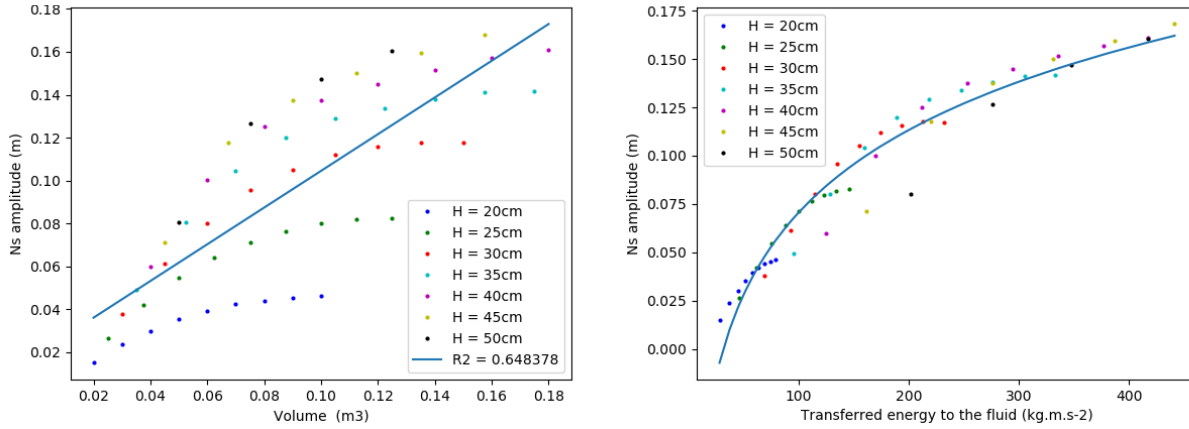 0.16
0.14
0.12
0.10
0.08
0.06
0.04
0.02
Ns amplitude (m)
0.02 0.04 0.06 0.08 0.10 0.12 0.14 0.16 0.18
Volume (m3)
H = 20cm
H = 25cm
H = 30cm
H = 35cm
H = 40cm
H = 45cm
H = 50cm
R2 = 0.648378
0.175
0.150
0.125
0.100
0.075
0.050
0.025
0.000
Ns amplitude (m)
100 200 300 400
Transferred energy to the fluid (kg.m.s-2)
H = 20cm
H = 25cm
H = 30cm
H = 35cm
H = 40cm
H = 45cm
H = 50cm